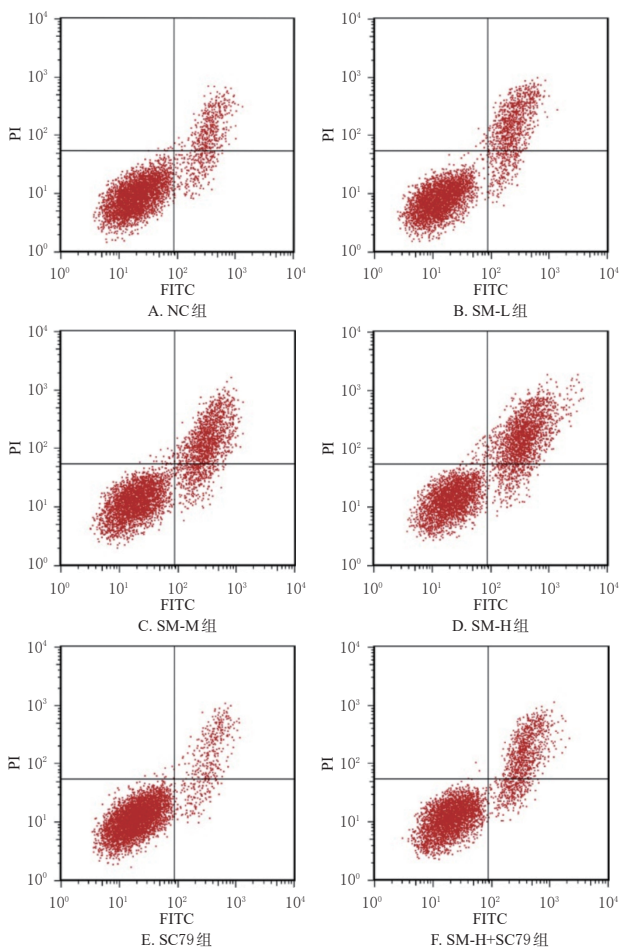 10⁴ 10⁴
10³ 10³
PI 10² PI 10²
10¹ 10¹
10⁰ 10⁰
10⁰ 10¹ 10² 10³ 10⁴ 10⁰ 10¹ 10² 10³ 10⁴
FITC FITC
A. NC组 B. SM-L组
10⁴ 10⁴
10³ 10³
PI 10² PI 10²
10¹ 10¹
10⁰ 10⁰
10⁰ 10¹ 10² 10³ 10⁴ 10⁰ 10¹ 10² 10³ 10⁴
FITC FITC
C. SM-M组 D. SM-H组
10⁴ 10⁴
10³ 10³
PI 10² PI 10²
10¹ 10¹
10⁰ 10⁰
10⁰ 10¹ 10² 10³ 10⁴ 10⁰ 10¹ 10² 10³ 10⁴
FITC FITC
E. SC79组 F. SM-H+SC79组